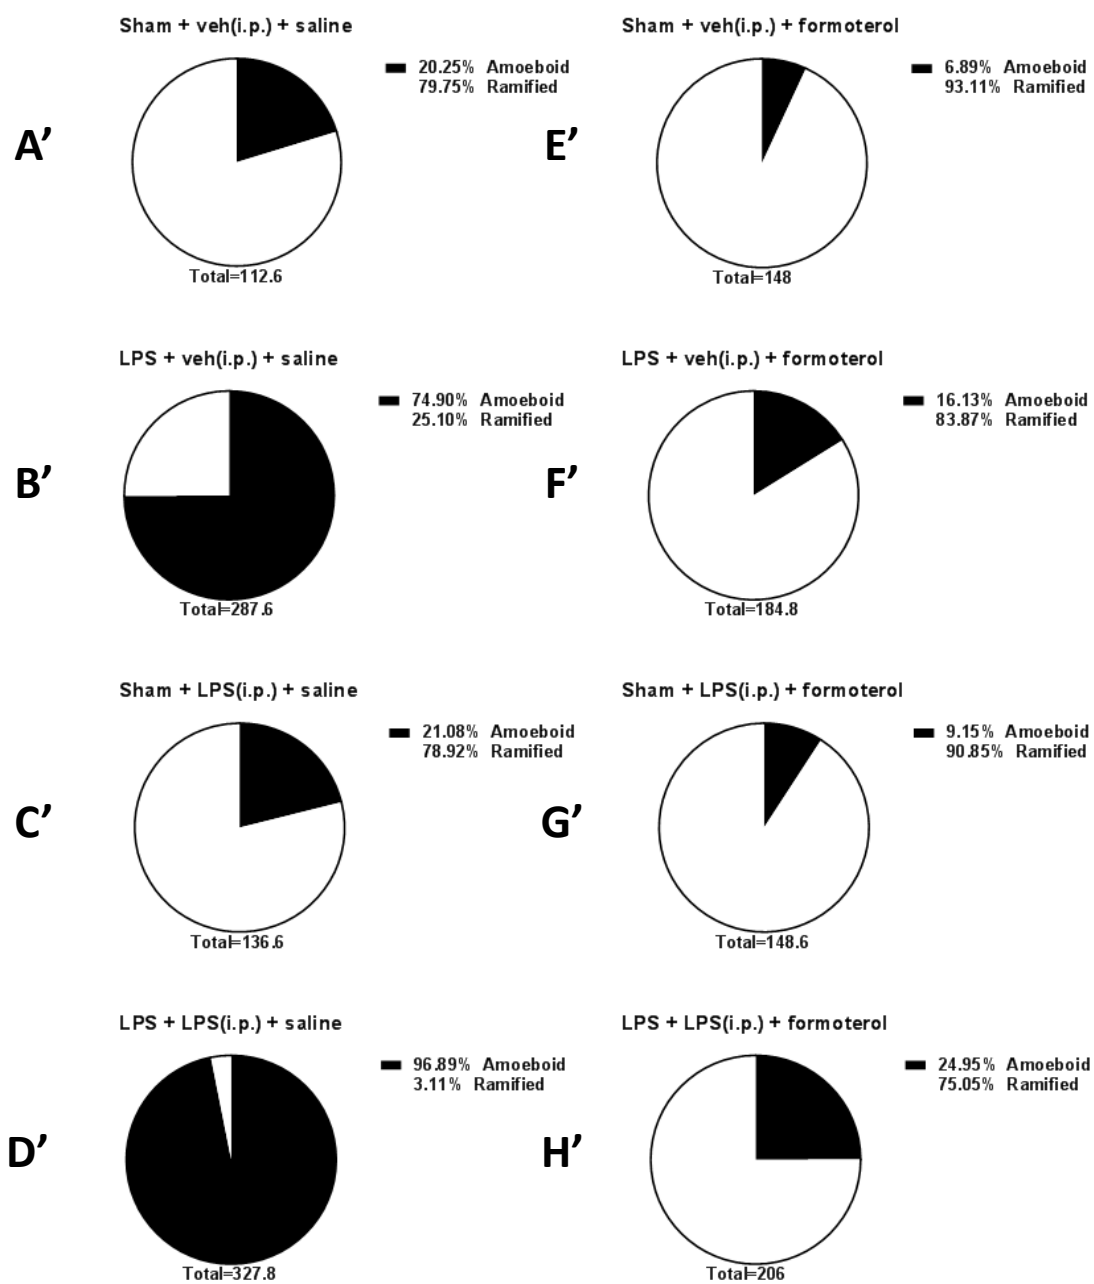 Sham + veh(i.p.) + saline
20.25% Amoeboid
79.75% Ramified
A’
Total=112.6
Sham + veh(i.p.) + formoterol
6.89% Amoeboid
93.11% Ramified
E’
Total=148
LPS + veh(i.p.) + saline
74.90% Amoeboid
25.10% Ramified
B’
Total=287.6
LPS + veh(i.p.) + formoterol
16.13% Amoeboid
83.87% Ramified
F’
Total=184.8
Sham + LPS(i.p.) + saline
21.08% Amoeboid
78.92% Ramified
C’
Total=136.6
Sham + LPS(i.p.) + formoterol
9.15% Amoeboid
90.85% Ramified
G’
Total=148.6
LPS + LPS(i.p.) + saline
96.89% Amoeboid
3.11% Ramified
D’
Total=327.8
LPS + LPS(i.p.) + formoterol
24.95% Amoeboid
75.05% Ramified
H’
Total=206